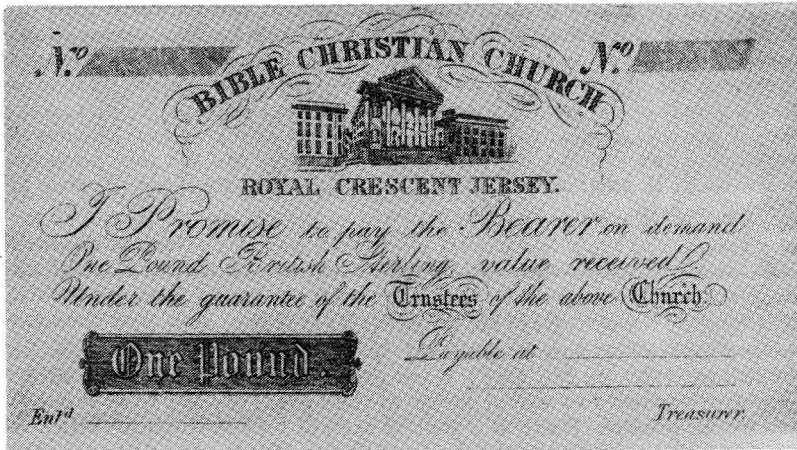 No No
BIBLE CHRISTIAN CHURCH
ROYAL CRESCENT JERSEY.
I Promise to pay the Bearer on demand
One Pound British Sterling, value received
Under the guarantee of the Trustees of the above Church.
One Pound.
Payable at
Entd Treasurer.